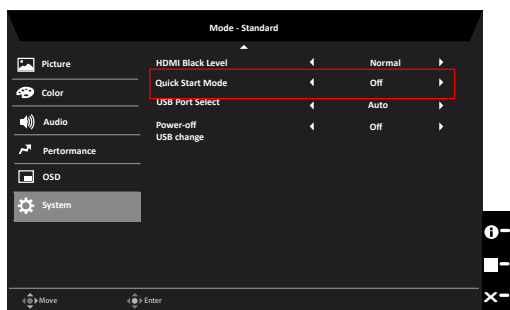 Mode - Standard
Picture
Color
Audio
Pertormance
OSD
System
HDMI Black Level Normal
Quick Start Mode Off
USB Port Select Auto
Power-off Off
USB change
Move Enter